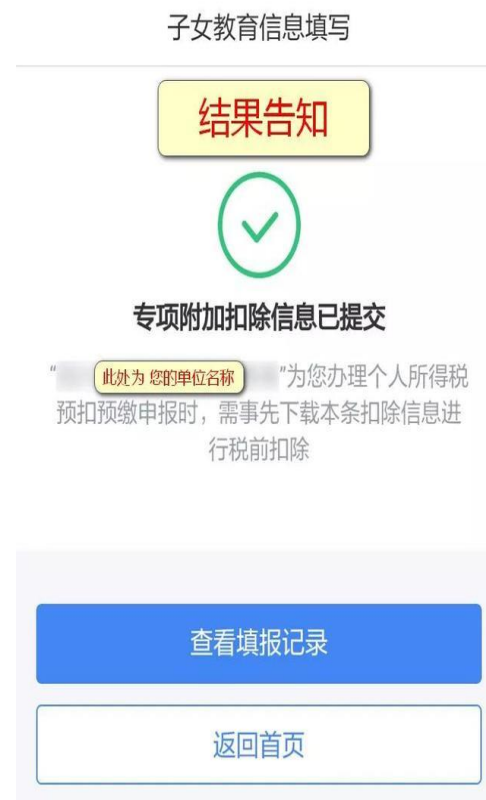 子女教育信息填写
结果告知
专项附加扣除信息已提交
“ 此处为 您的单位名称 ”为您办理个人所得税
预扣预缴申报时，需事先下载本条扣除信息进
行税前扣除
查看填报记录
返回首页